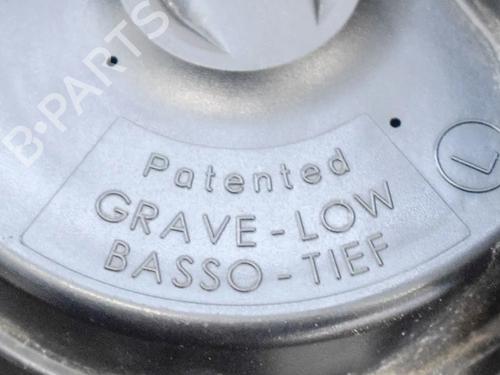 B-PARTS
Patented
GRAVE - LOW
BASSO - TIEF
L